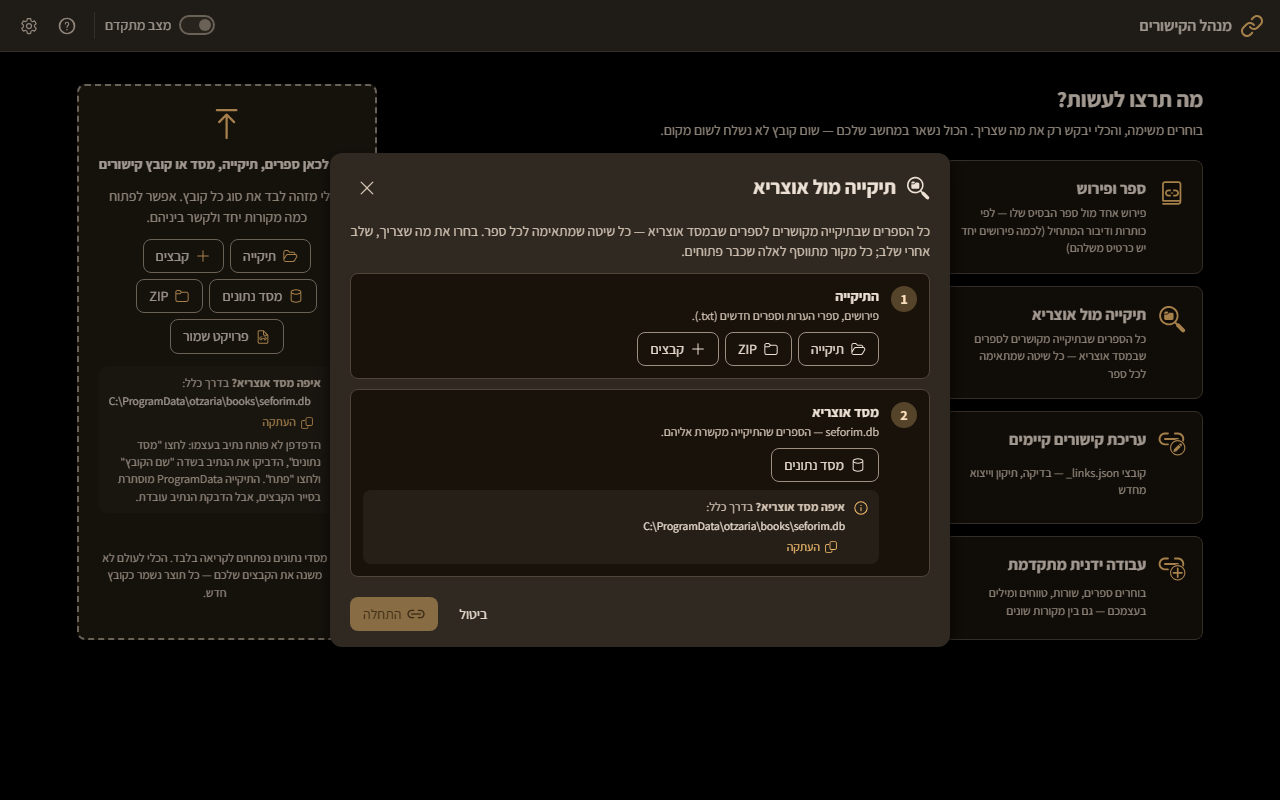 מנהל הקישורים
מצב מתקדם
מה תרצו לעשות?
בוחרים משימה, והכלי יבקש רק את מה שצריך. הכול נשאר במחשב שלכם — שום קובץ לא נשלח לשום מקום.
ספר ופירוש
פירוש אחד מול ספר הבסיס שלו — לפי
כותרות ודיבור המתחיל (לכמה פירושים יחד
יש כרטיס משלהם)
תיקייה מול אוצריא
כל הספרים שבתיקייה מקושרים לספרים
שבמסד אוצריא — כל שיטה שמתאימה
לכל ספר
עריכת קישורים קיימים
קובצי links.json_ — בדיקה, תיקון וייצוא
מחדש
עבודה ידנית מתקדמת
בוחרים ספרים, שורות, טווחים ומילים
בעצמכם — גם בין מקורות שונים
לכאן ספרים, תיקייה, מסד או קובץ קישורים
לי מזהה לבד את סוג כל קובץ. אפשר לפתוח
כמה מקורות יחד ולקשר ביניהם.
תיקייה
קבצים
מסד נתונים
ZIP
פרויקט שמור
איפה מסד אוצריא? בדרך כלל:
C:\ProgramData\otzaria\books\seforim.db
העתקה
הדפדפן לא פותח נתיב בעצמו: לחצו "מסד
נתונים", הדביקו את הנתיב בשדה "שם הקובץ"
ולחצו "פתח". התיקייה ProgramData מוסתרת
בסייר הקבצים, אבל הדבקת הנתיב עובדת.
מסדי נתונים נפתחים לקריאה בלבד. הכלי לעולם לא
משנה את הקבצים שלכם — כל תוצר נשמר כקובץ
חדש.
תיקייה מול אוצריא
כל הספרים שבתיקייה מקושרים לספרים שבמסד אוצריא — כל שיטה שמתאימה לכל ספר. בחרו את מה שצריך, שלב
אחרי שלב; כל מקור מתווסף לאלה שכבר פתוחים.
1
התיקייה
פירושים, ספרי הערות וספרים חדשים (txt.).
תיקייה
ZIP
קבצים
2
מסד אוצריא
seforim.db — הספרים שהתיקייה מקשרת אליהם.
מסד נתונים
איפה מסד אוצריא? בדרך כלל:
C:\ProgramData\otzaria\books\seforim.db
העתקה
ביטול
התחלה